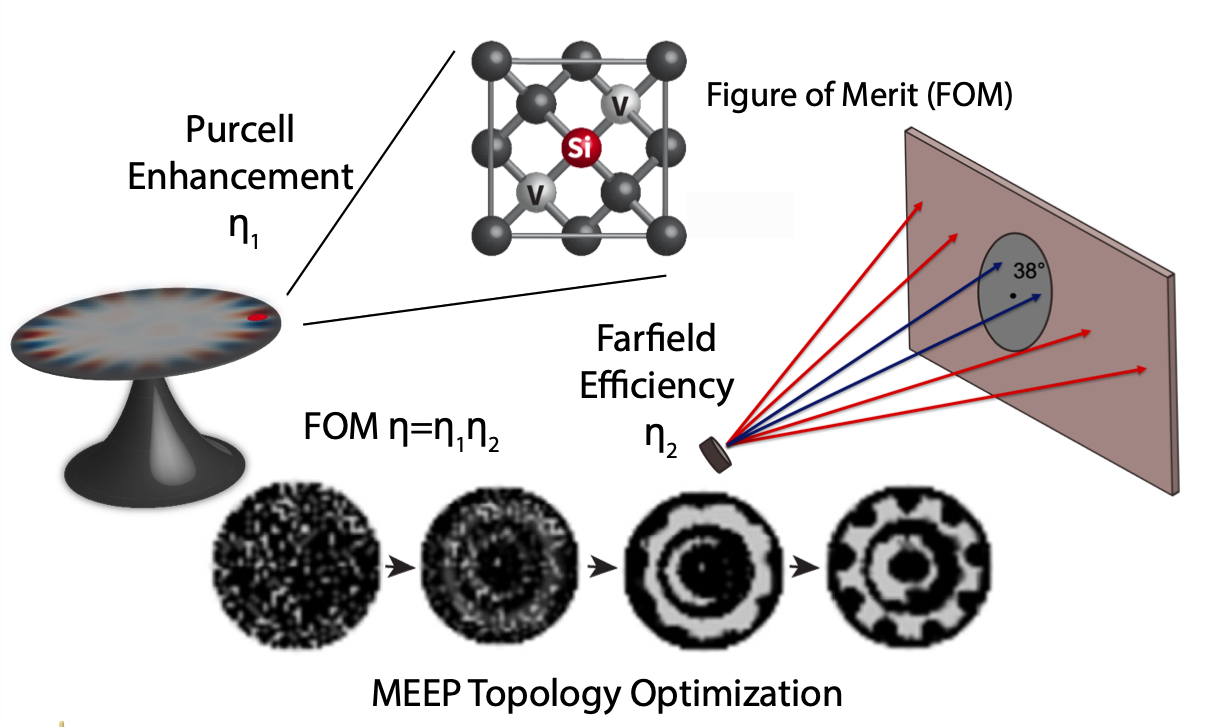 Figure of Merit (FOM)
Purcell
Enhancement
η₁
V
Si
V
38°
Farfield
Efficiency
η₂
FOM η=η₁η₂
MEEP Topology Optimization